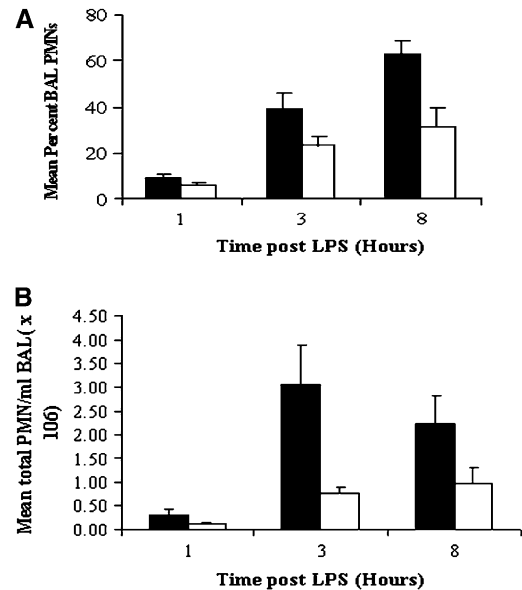 A
Mean Percent BAL PMNs
80
60
40
20
0
1 3 8
Time post LPS (Hours)
B
Mean total PMN/ml BAL( x
106)
4.50
4.00
3.50
3.00
2.50
2.00
1.50
1.00
0.50
0.00
1 3 8
Time post LPS (Hours)